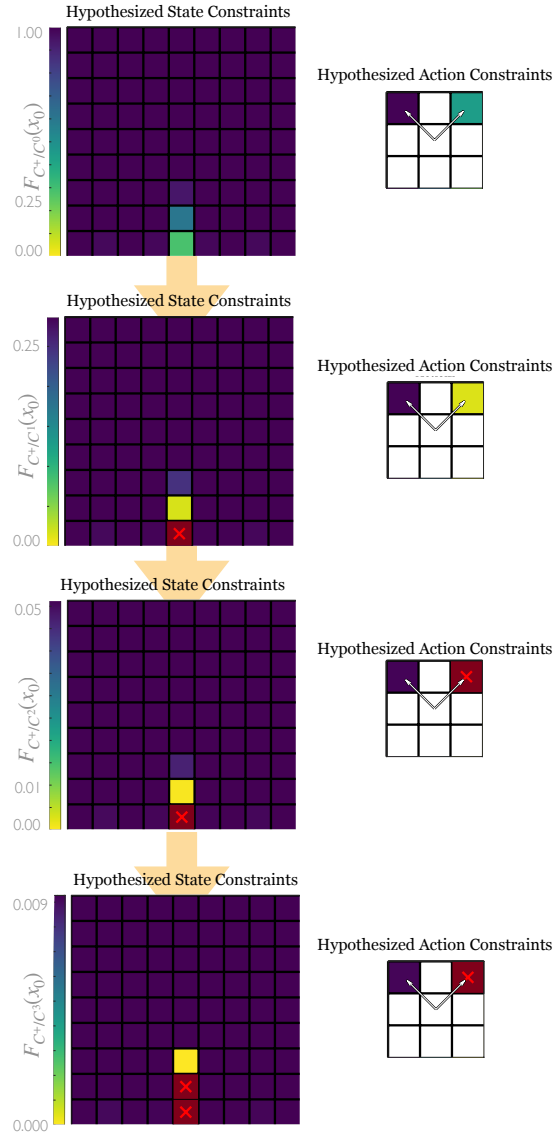 Hypothesized State Constraints
1.00
0.25
0.00
F_{C^+/C^0}(x_0)
Hypothesized Action Constraints
Hypothesized State Constraints
0.25
0.00
F_{C^+/C^1}(x_0)
Hypothesized Action Constraints
Hypothesized State Constraints
0.05
0.01
0.00
F_{C^+/C^2}(x_0)
Hypothesized Action Constraints
Hypothesized State Constraints
0.009
0.000
F_{C^+/C^3}(x_0)
Hypothesized Action Constraints